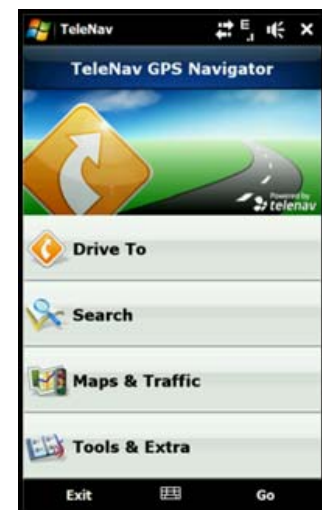 TeleNav
E
TeleNav GPS Navigator
Powered by
telenav
Drive To
Search
Maps & Traffic
Tools & Extra
Exit
Go